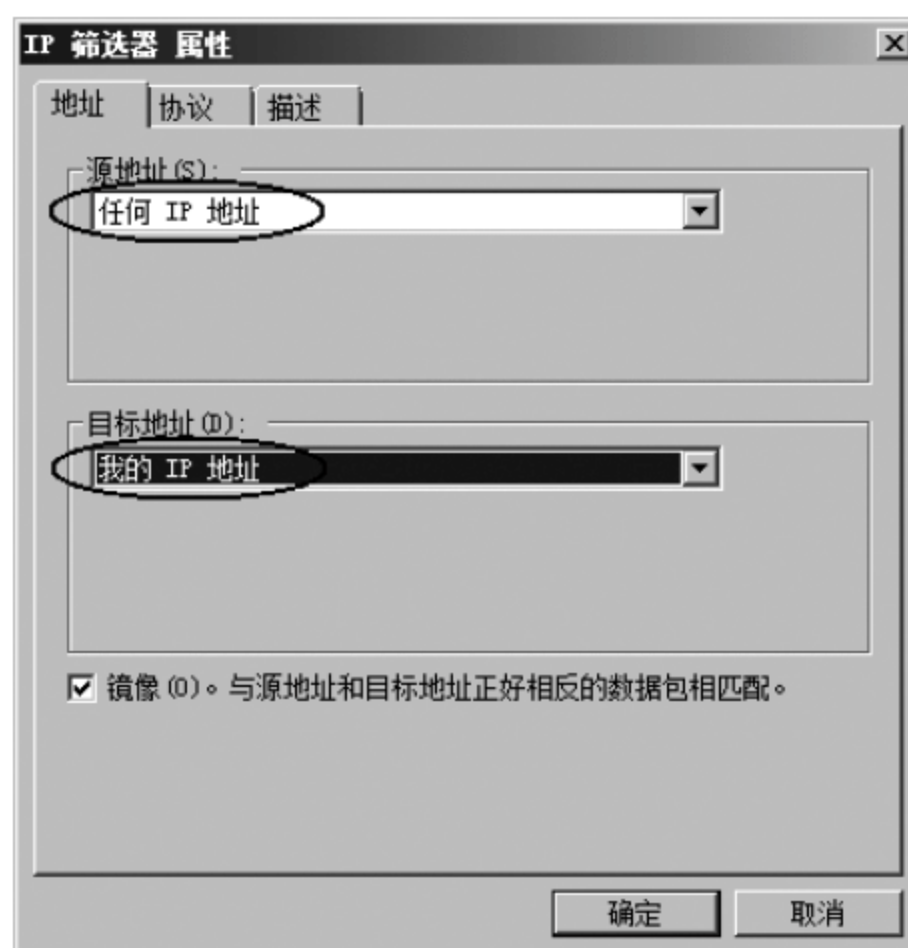 IP 筛选器 属性
地址 协议 描述
源地址(S):
任何 IP 地址
目标地址(D):
我的 IP 地址
镜像(O)。与源地址和目标地址正好相反的数据包相匹配。
确定 取消